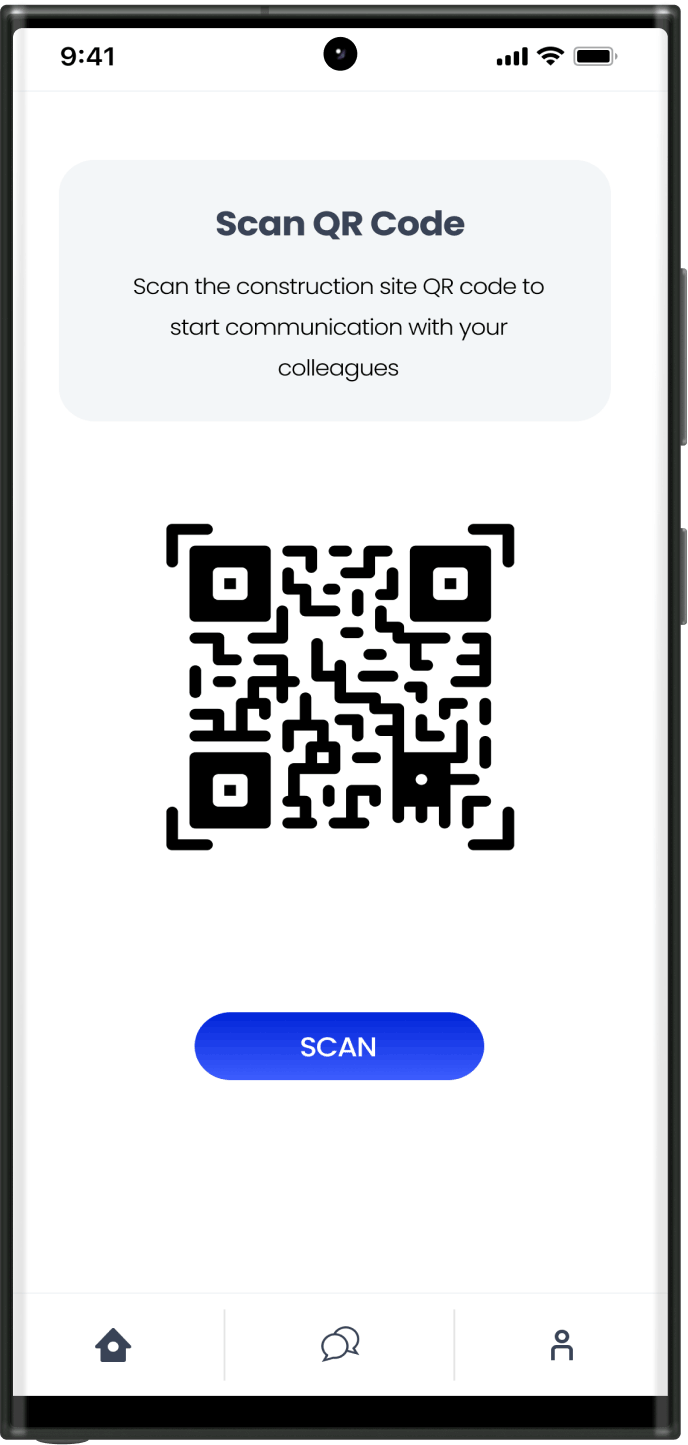 9:41
Scan QR Code
Scan the construction site QR code to
start communication with your
colleagues
SCAN